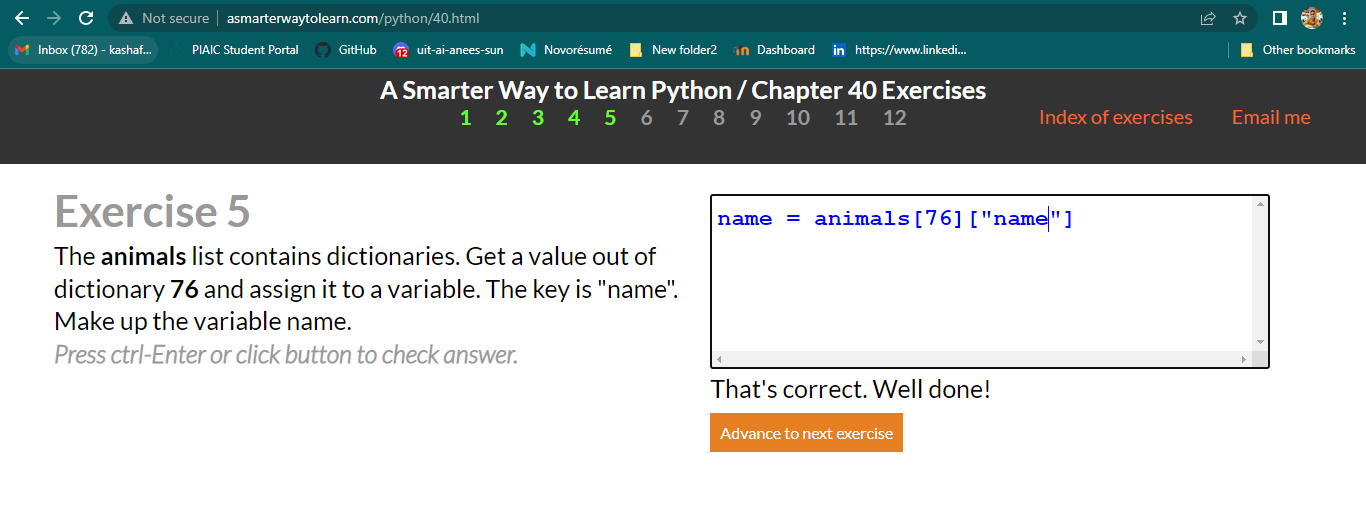 Not secure | asmarterwaytolearn.com/python/40.html
Inbox (782) - kashaf... PIAIC Student Portal GitHub 12 uit-ai-anees-sun Novorésumé New folder2 Dashboard in https://www.linkedi... Other bookmarks
A Smarter Way to Learn Python / Chapter 40 Exercises
1 2 3 4 5 6 7 8 9 10 11 12 Index of exercises Email me
Exercise 5
The animals list contains dictionaries. Get a value out of
dictionary 76 and assign it to a variable. The key is "name".
Make up the variable name.
Press ctrl-Enter or click button to check answer.
name = animals[76]["name"]
That's correct. Well done!
Advance to next exercise